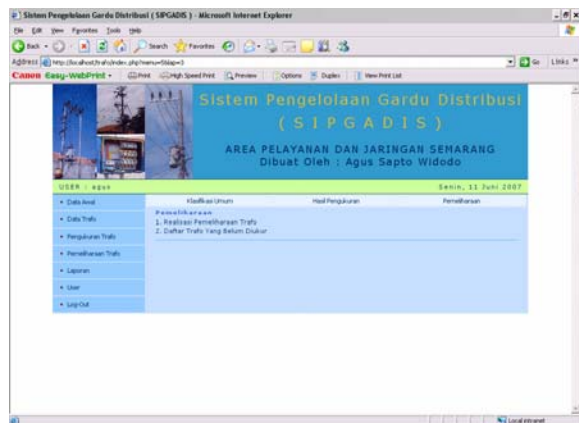 Sistem Pengelolaan Gardu Distribusi ( SIPGADIS ) - Microsoft Internet Explorer
File Edit View Favorites Tools Help
Back Search Favorites
Address http://localhost/trafo/index.php?menu=5&lap=3 Go Links
Canon Easy-WebPrint Print High Speed Print Preview Options Duplex View Print List
Sistem Pengelolaan Gardu Distribusi
( S I P G A D I S )
AREA PELAYANAN DAN JARINGAN SEMARANG
Dibuat Oleh : Agus Sapto Widodo
USER : agus Senin, 11 Juni 2007
Data Awal
Data Trafo
Pengukuran Trafo
Pemeliharaan Trafo
Laporan
User
Log Out
Klasifikasi Umum Hasil Pengukuran Pemeliharaan
Pemeliharaan
1. Realisasi Pemeliharaan Trafo
2. Daftar Trafo Yang Belum Diukur
Local intranet